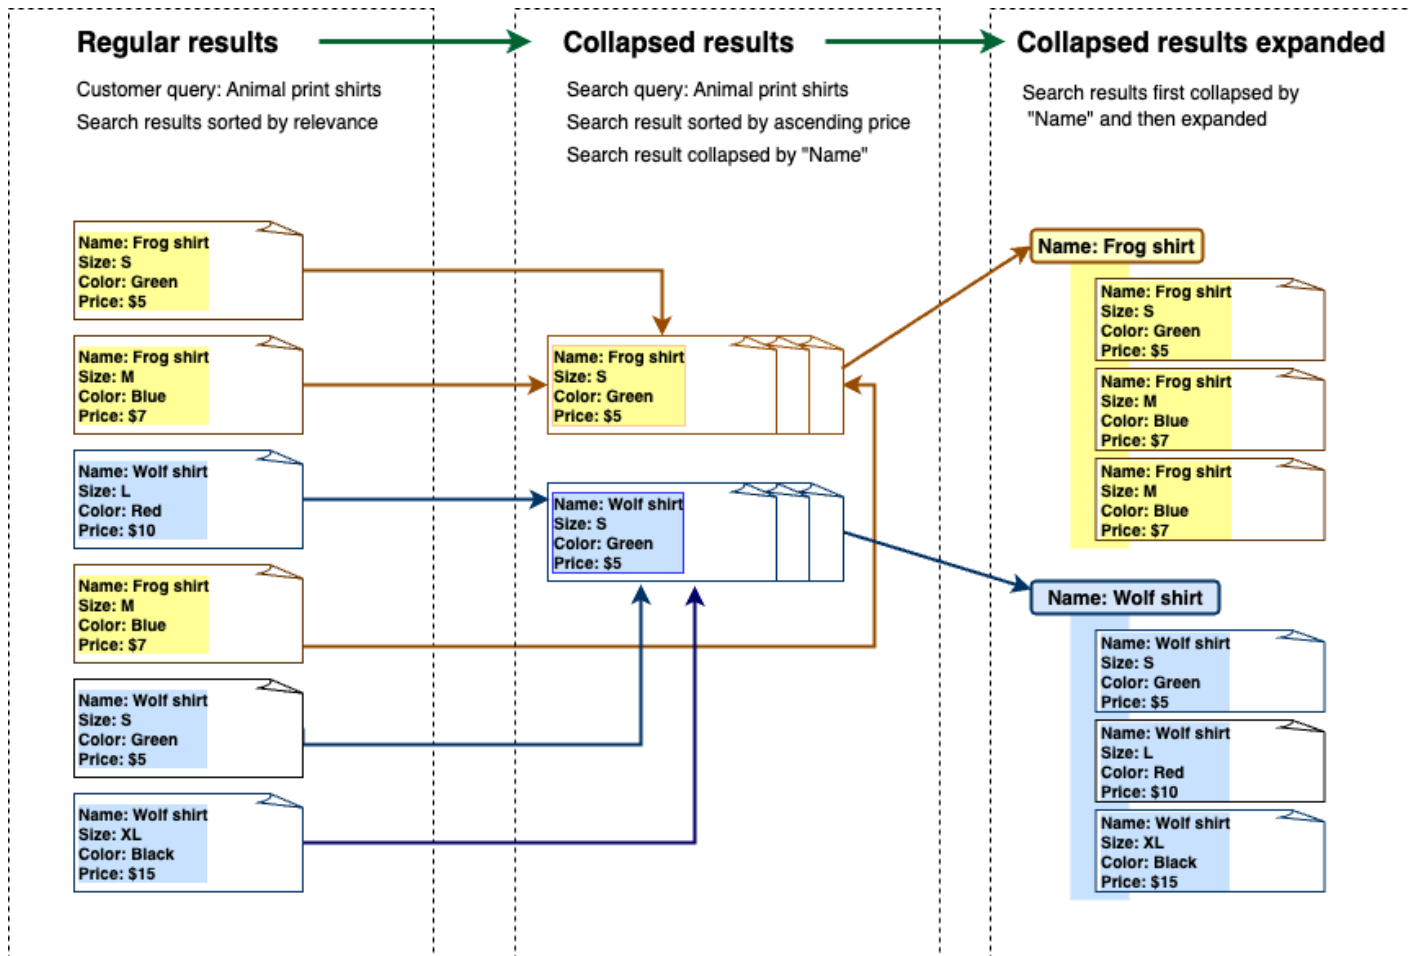 Regular results
Customer query: Animal print shirts
Search results sorted by relevance
Name: Frog shirt
Size: S
Color: Green
Price: $5
Name: Frog shirt
Size: M
Color: Blue
Price: $7
Name: Wolf shirt
Size: L
Color: Red
Price: $10
Name: Frog shirt
Size: M
Color: Blue
Price: $7
Name: Wolf shirt
Size: S
Color: Green
Price: $5
Name: Wolf shirt
Size: XL
Color: Black
Price: $15
Collapsed results
Search query: Animal print shirts
Search result sorted by ascending price
Search result collapsed by "Name"
Name: Frog shirt
Size: S
Color: Green
Price: $5
Name: Wolf shirt
Size: S
Color: Green
Price: $5
Collapsed results expanded
Search results first collapsed by
"Name" and then expanded
Name: Frog shirt
Name: Frog shirt
Size: S
Color: Green
Price: $5
Name: Frog shirt
Size: M
Color: Blue
Price: $7
Name: Frog shirt
Size: M
Color: Blue
Price: $7
Name: Wolf shirt
Name: Wolf shirt
Size: S
Color: Green
Price: $5
Name: Wolf shirt
Size: L
Color: Red
Price: $10
Name: Wolf shirt
Size: XL
Color: Black
Price: $15